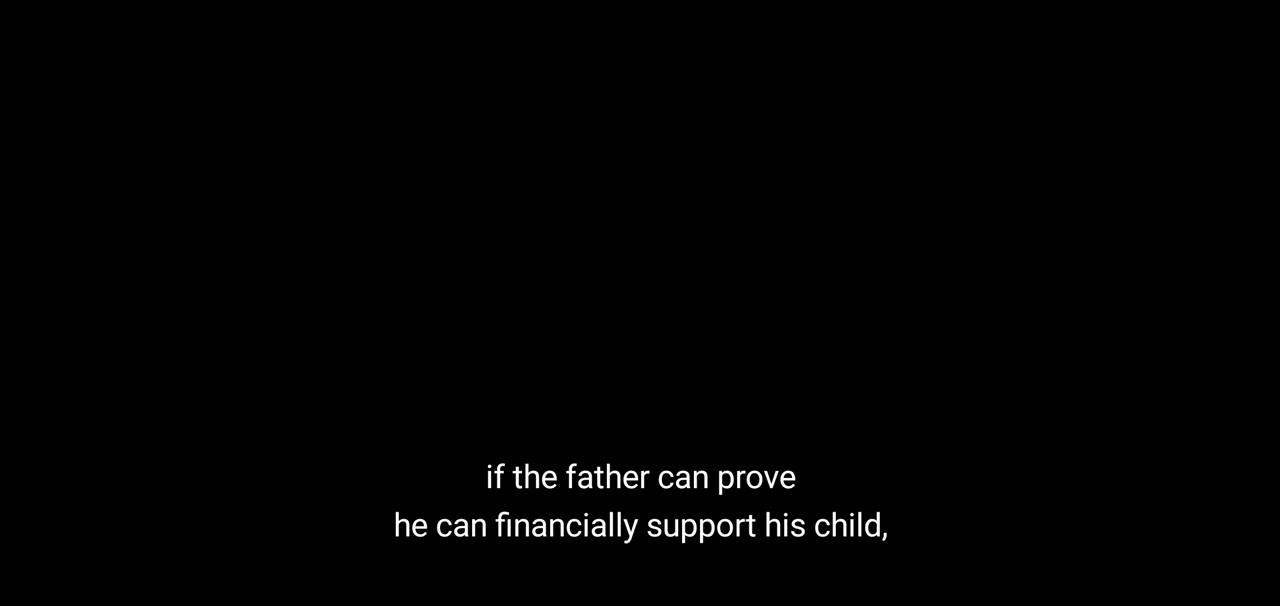 if the father can prove
he can financially support his child,